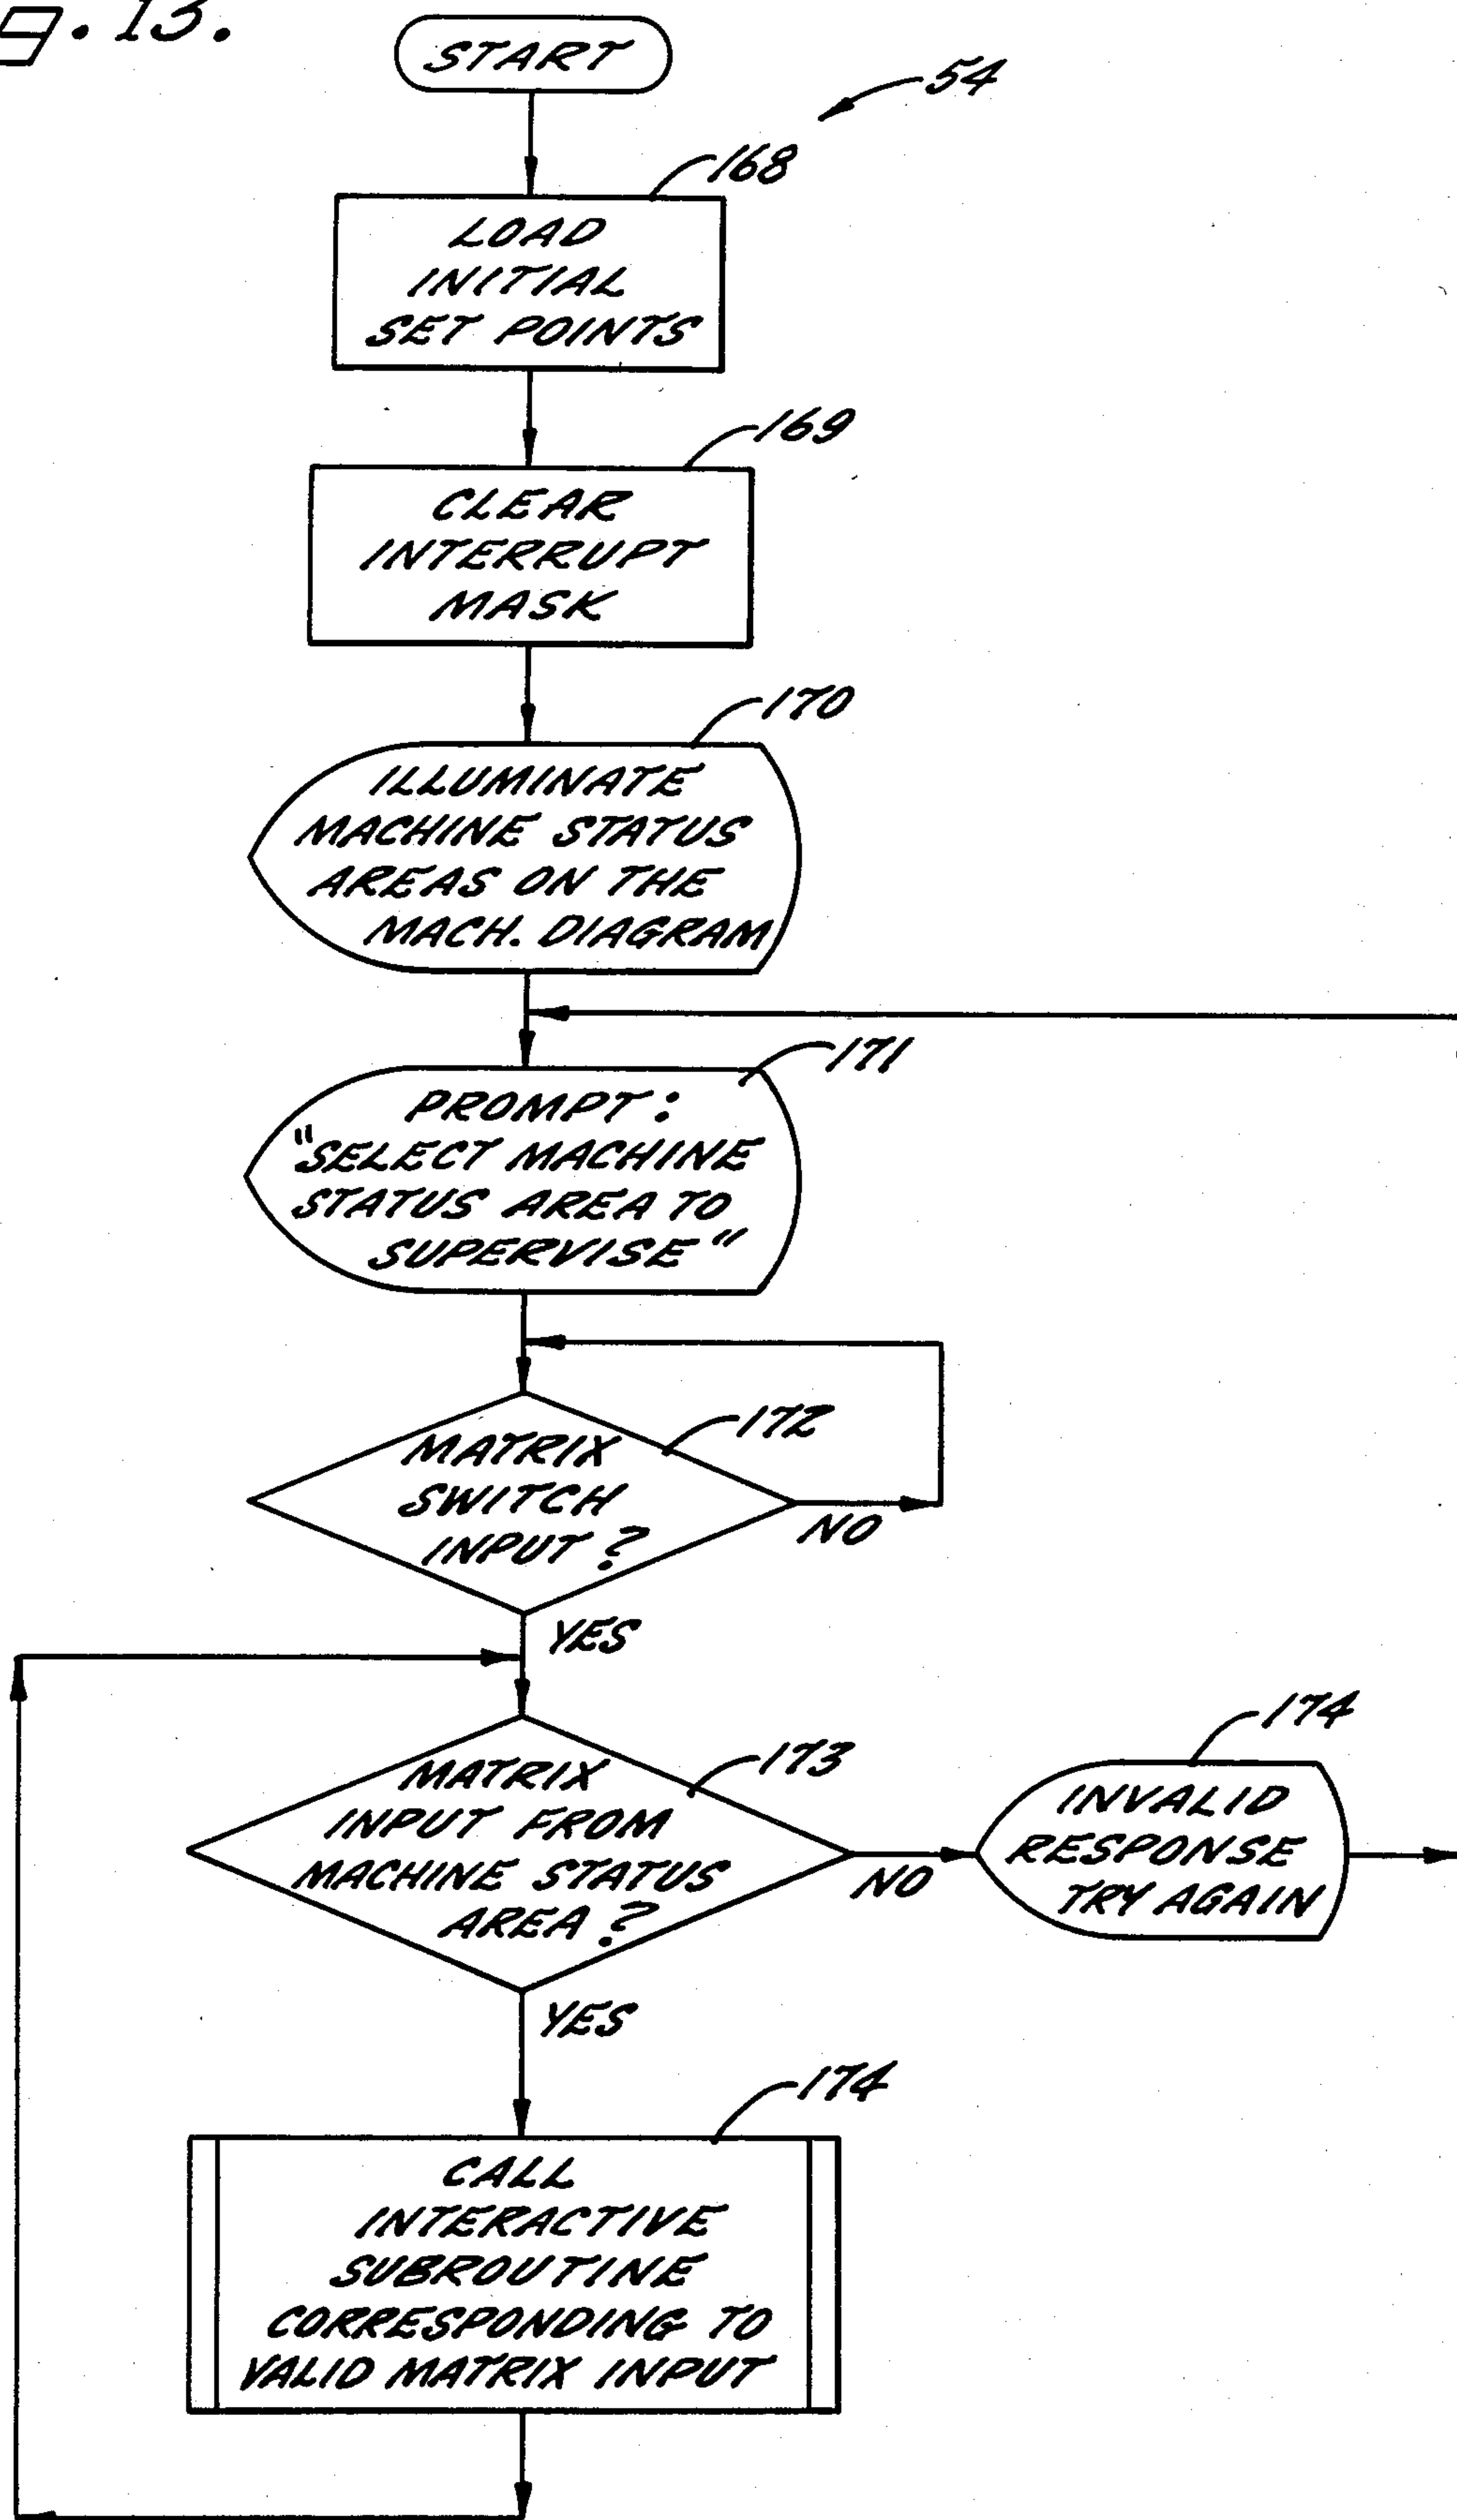 g. 13.
START
54
168
LOAD
INITIAL
SET POINTS
169
CLEAR
INTERRUPT
MASK
170
ILLUMINATE
MACHINE STATUS
AREAS ON THE
MACH. DIAGRAM
171
PROMPT:
"SELECT MACHINE
STATUS AREA TO
SUPERVISE"
172
MATRIX
SWITCH
INPUT?
NO
YES
173
MATRIX
INPUT FROM
MACHINE STATUS
AREA?
NO
174
INVALID
RESPONSE
TRY AGAIN
YES
174
CALL
INTERACTIVE
SUBROUTINE
CORRESPONDING TO
VALID MATRIX INPUT